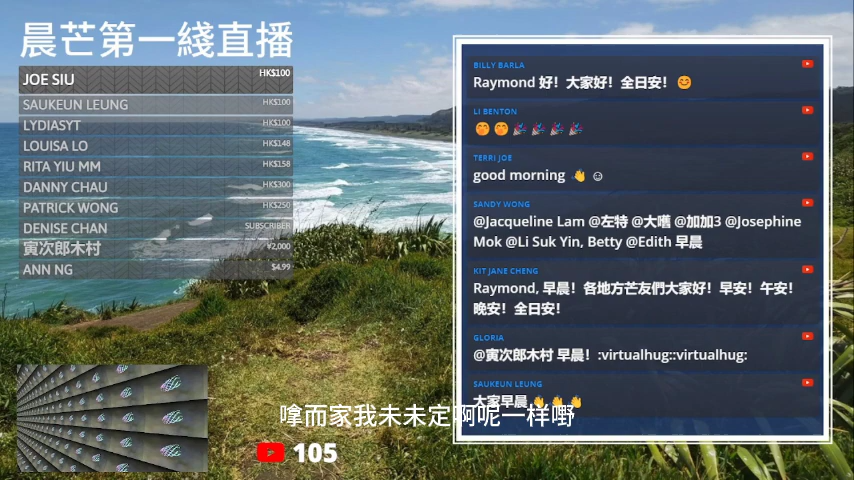 晨芒第一綫直播
JOE SIU HK$100
SAUKEUN LEUNG HK$100
LYDIASYT HK$100
LOUISA LO HK$148
RITA YIU MM HK$158
DANNY CHAU HK$300
PATRICK WONG HK$250
DENISE CHAN SUBSCRIBER
寅次郎木村 ¥2,000
ANN NG $4.99
BILLY BARLA
Raymond 好！大家好！全日安！ 😊
LI BENTON
🤭 🤭 🎉 🎉 🎉 🎉
TERRI JOE
good morning 👋 ☺
SANDY WONG
@Jacqueline Lam @左特 @大嚿 @加加3 @Josephine
Mok @Li Suk Yin, Betty @Edith 早晨
KIT JANE CHENG
Raymond, 早晨！各地方芒友們大家好！早安！午安！
晚安！全日安！
GLORIA
@寅次郎木村 早晨！:virtualhug::virtualhug:
SAUKEUN LEUNG
大家早晨 👋 👋 👋
嗱而家我未未定啊呢一样嘢
105